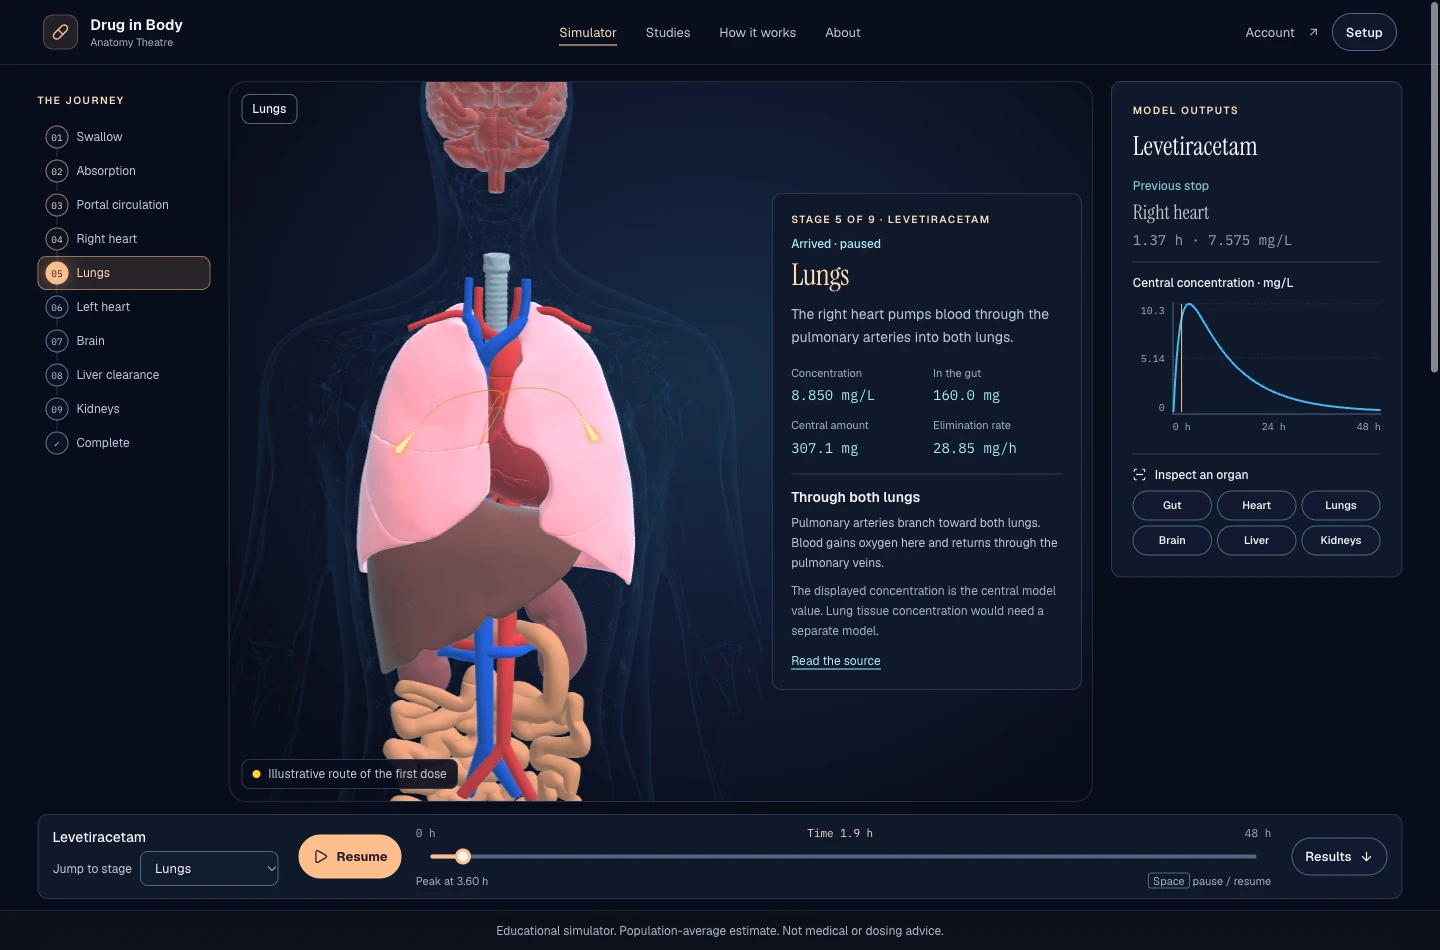 Drug in Body
Anatomy Theatre
Simulator
Studies
How it works
About
Account
Setup
THE JOURNEY
01 Swallow
02 Absorption
03 Portal circulation
04 Right heart
05 Lungs
06 Left heart
07 Brain
08 Liver clearance
09 Kidneys
✓ Complete
Lungs
STAGE 5 OF 9 · LEVETIRACETAM
Arrived · paused
Lungs
The right heart pumps blood through the
pulmonary arteries into both lungs.
Concentration
8.850 mg/L
In the gut
160.0 mg
Central amount
307.1 mg
Elimination rate
28.85 mg/h
Through both lungs
Pulmonary arteries branch toward both lungs.
Blood gains oxygen here and returns through the
pulmonary veins.
The displayed concentration is the central model
value. Lung tissue concentration would need a
separate model.
Read the source
Illustrative route of the first dose
MODEL OUTPUTS
Levetiracetam
Previous stop
Right heart
1.37 h · 7.575 mg/L
Central concentration · mg/L
10.3
5.14
0
0 h
24 h
48 h
Inspect an organ
Gut
Heart
Lungs
Brain
Liver
Kidneys
Levetiracetam
Jump to stage
Lungs
Resume
0 h
Time 1.9 h
48 h
Peak at 3.60 h
Space pause / resume
Results ↓
Educational simulator. Population-average estimate. Not medical or dosing advice.